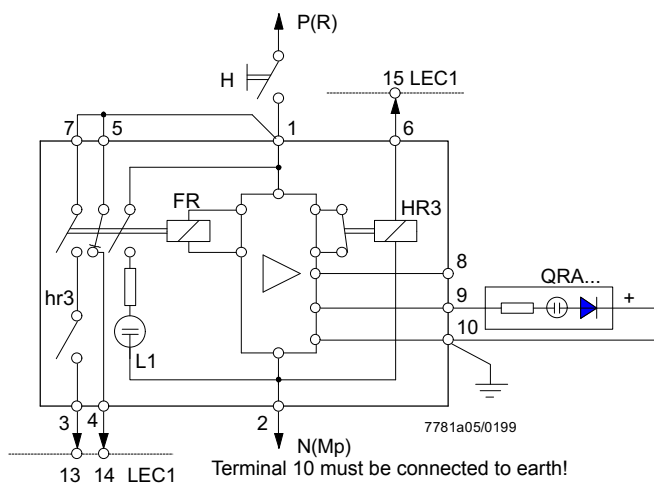 P(R)
H
15 LEC1
7
5
1
6
FR
HR3
8
QRA...
hr3
9
+
10
L1
3
4
2
7781a05/0199
N(Mp)
13 14 LEC1
Terminal 10 must be connected to earth!